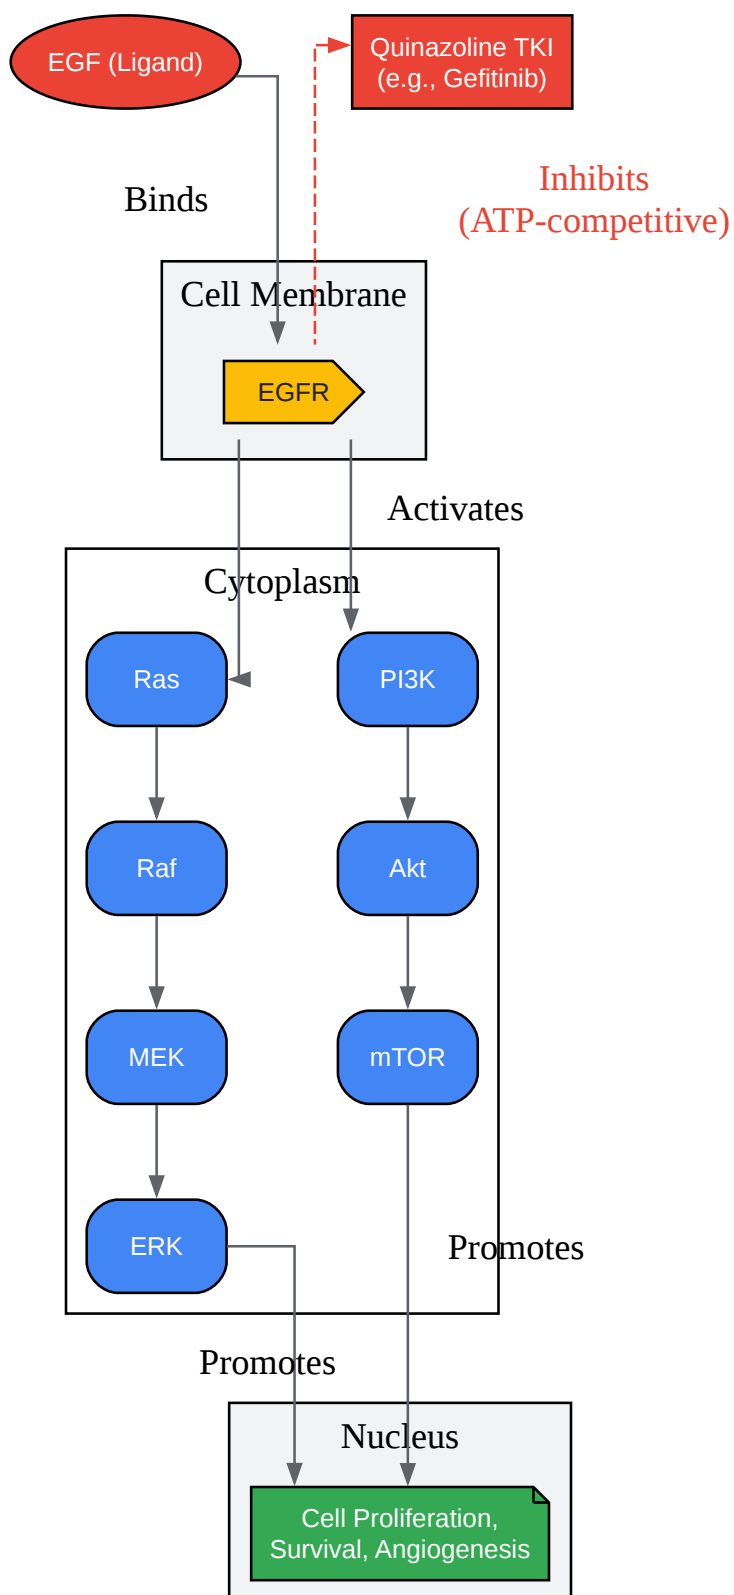 EGF (Ligand)
Quinazoline TKI
(e.g., Gefitinib)
Binds
Inhibits
(ATP-competitive)
Cell Membrane
EGFR
Activates
Cytoplasm
Ras
PI3K
Raf
Akt
MEK
mTOR
ERK
Promotes
Promotes
Nucleus
Cell Proliferation,
Survival, Angiogenesis